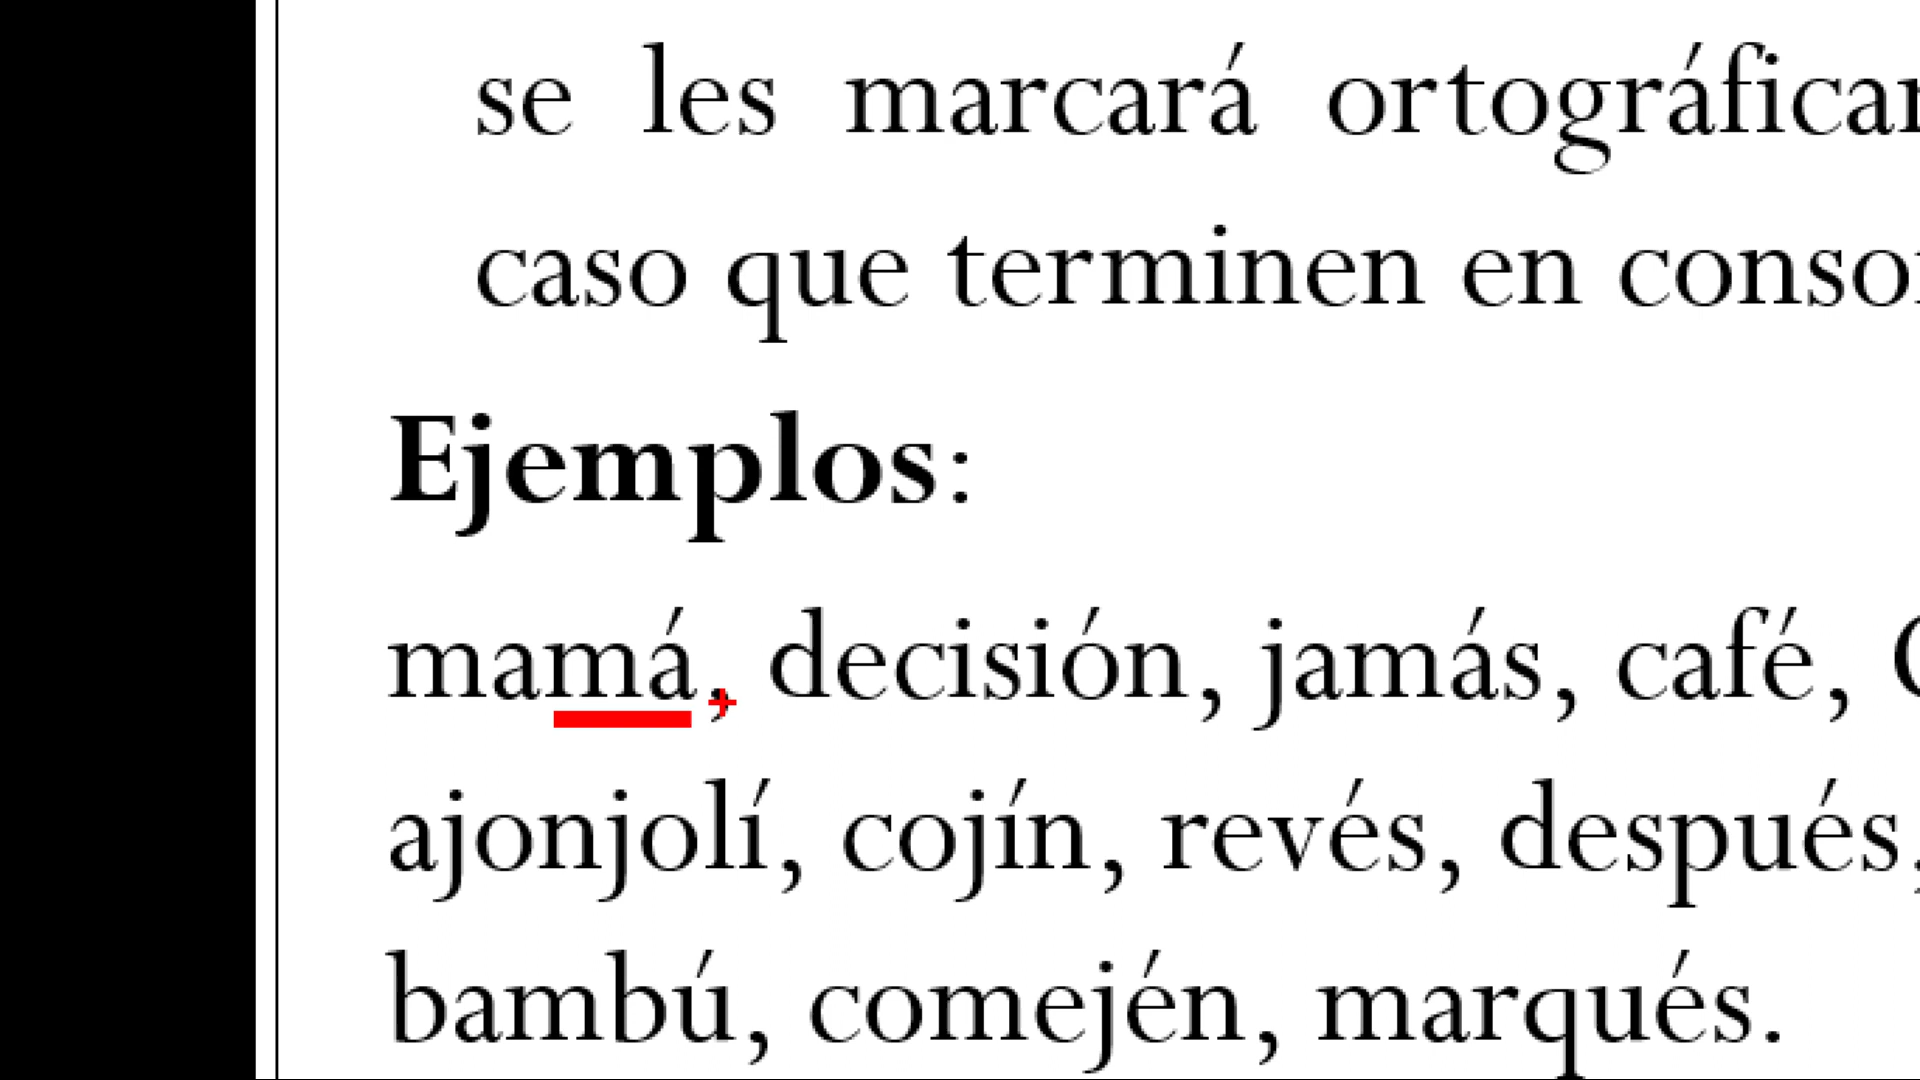 se les marcará ortográficam
caso que terminen en conso
Ejemplos:
mamá, decisión, jamás, café,
ajonjolí, cojín, revés, después,
bambú, comején, marqués.